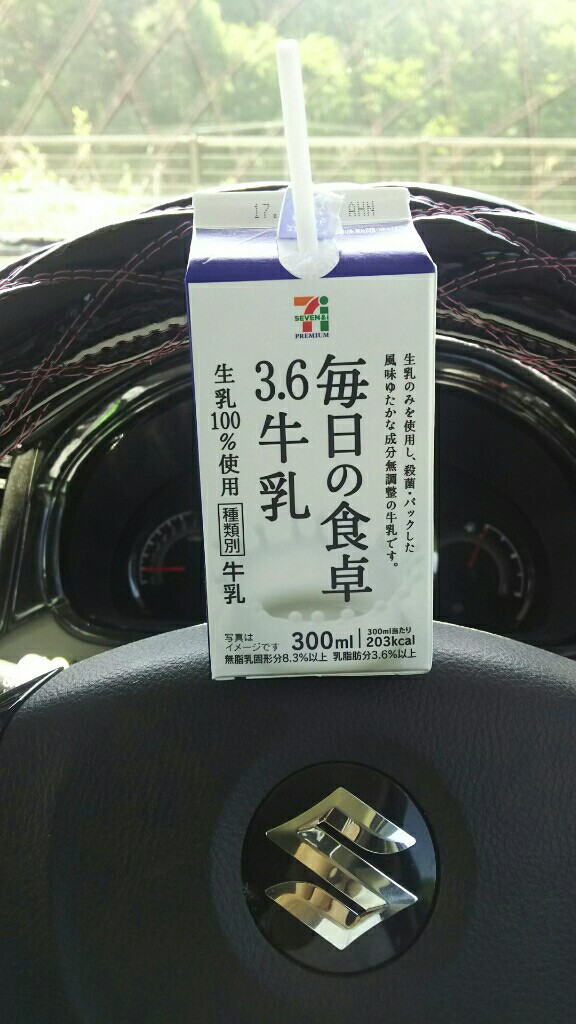 17.
AHN
SEVEN&i
PREMIUM
生乳のみを使用し、殺菌・パックした
風味ゆたかな成分無調整の牛乳です。
毎日の食卓
3.6牛乳
生乳100%使用
種類別 牛乳
写真は
イメージです
300ml
300ml当たり
203kcal
無脂乳固形分8.3%以上 乳脂肪分3.6%以上